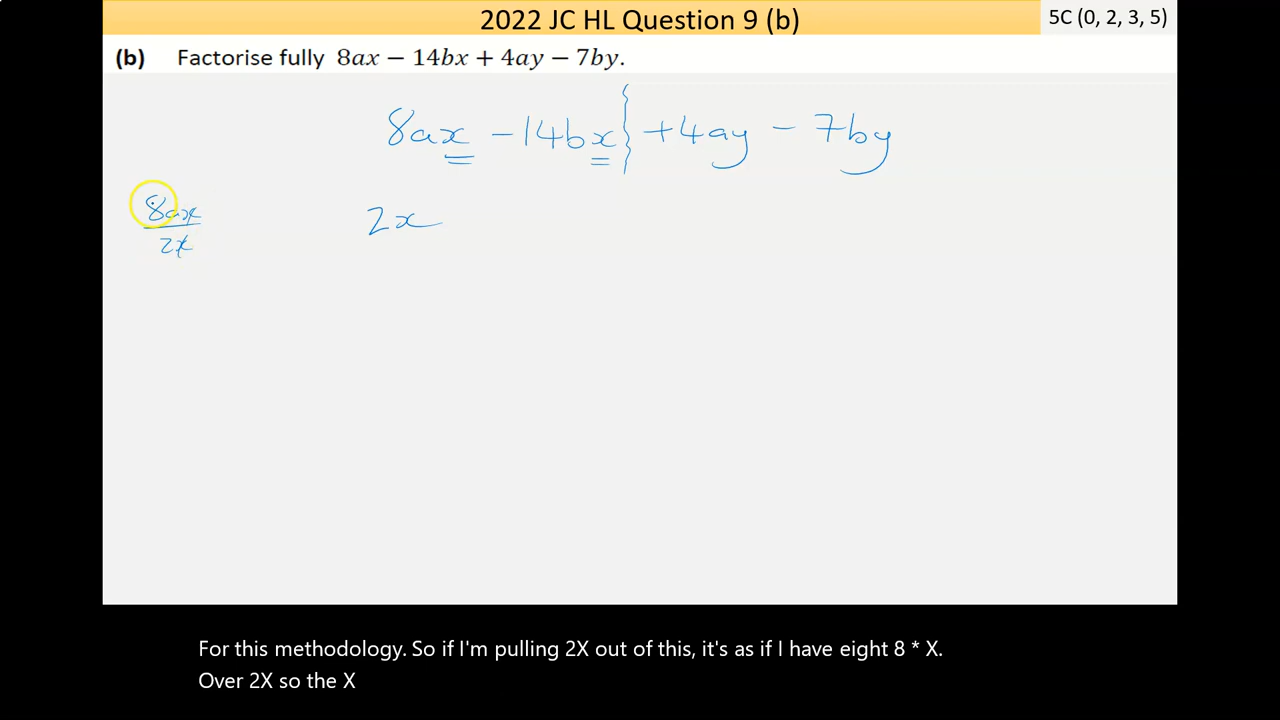 2022 JC HL Question 9 (b)
5C (0, 2, 3, 5)
(b) Factorise fully 8ax − 14bx + 4ay − 7by.
8ax − 14bx } + 4ay − 7by
8ax
2x
2x
For this methodology. So if I'm pulling 2X out of this, it's as if I have eight 8 * X.
Over 2X so the X